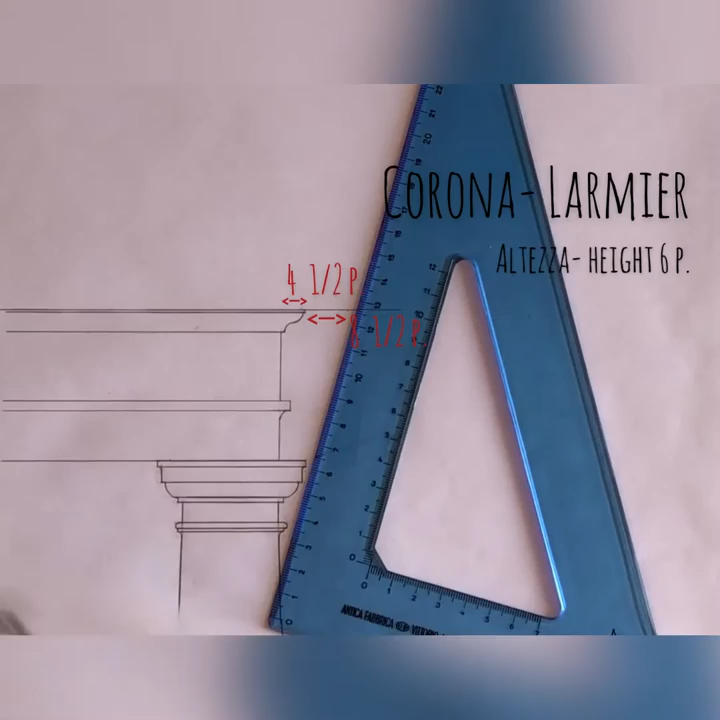 Corona- Larmier
Altezza- height 6 p.
4 1/2 p
8 1/2 p.
ANTICA FABBRICA